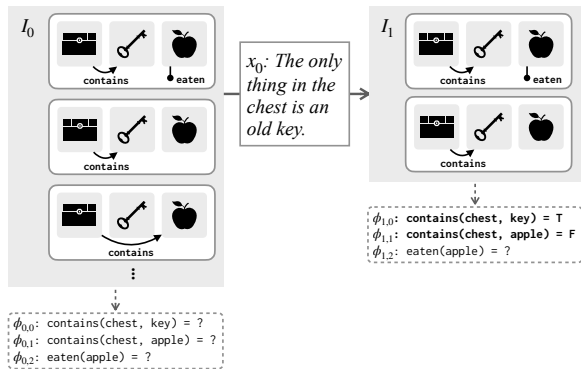 I₀
contains
eaten
contains
contains
⋮
ϕ₀,₀: contains(chest, key) = ?
ϕ₀,₁: contains(chest, apple) = ?
ϕ₀,₂: eaten(apple) = ?
x₀: The only
thing in the
chest is an
old key.
I₁
contains
eaten
contains
ϕ₁,₀: contains(chest, key) = T
ϕ₁,₁: contains(chest, apple) = F
ϕ₁,₂: eaten(apple) = ?